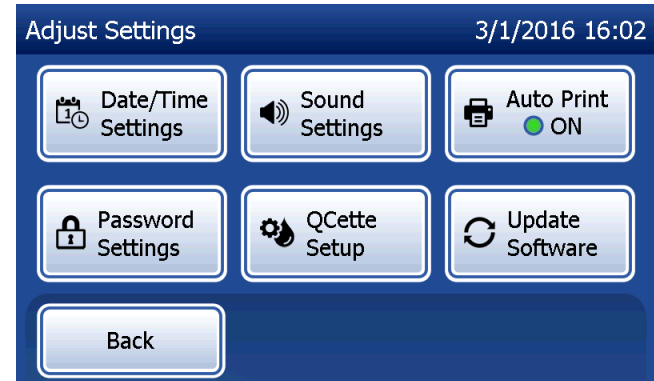 Adjust Settings 3/1/2016 16:02
Date/Time
Settings
Sound
Settings
Auto Print
ON
Password
Settings
QCette
Setup
Update
Software
Back